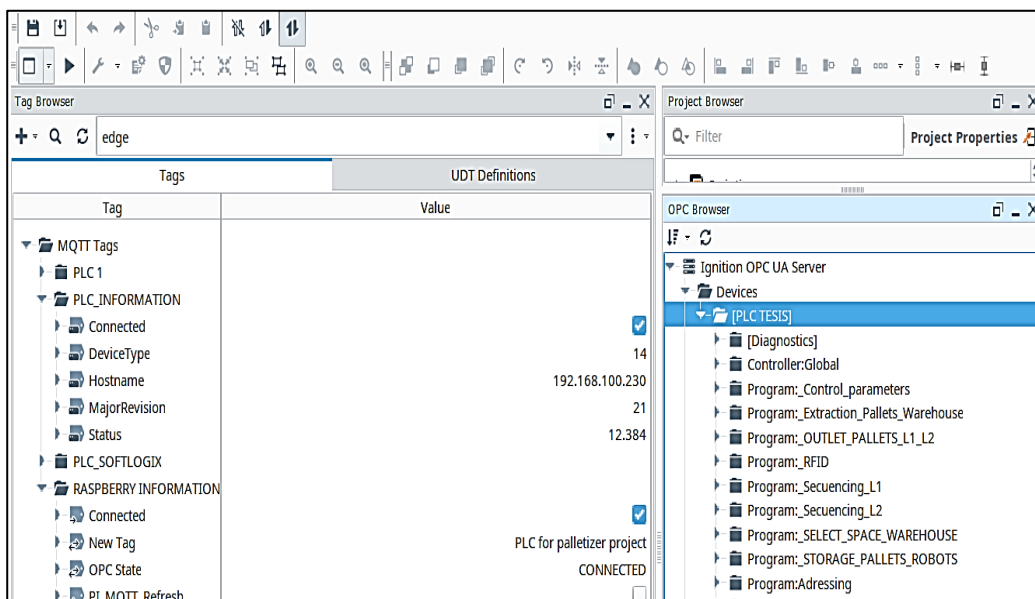 Tag Browser
edge
Tags
UDT Definitions
Tag
Value
MQTT Tags
PLC 1
PLC_INFORMATION
Connected
DeviceType
14
Hostname
192.168.100.230
MajorRevision
21
Status
12.384
PLC_SOFTLOGIX
RASPBERRY INFORMATION
Connected
New Tag
PLC for palletizer project
OPC State
CONNECTED
PI_MQTT_Refresh
Project Browser
Filter
Project Properties
OPC Browser
Ignition OPC UA Server
Devices
[PLC TESIS]
[Diagnostics]
Controller:Global
Program:_Control_parameters
Program:_Extraction_Pallets_Warehouse
Program:_OUTLET_PALLETS_L1_L2
Program:_RFID
Program:_Secuencing_L1
Program:_Secuencing_L2
Program:_SELECT_SPACE_WAREHOUSE
Program:_STORAGE_PALLETS_ROBOTS
Program:Adressing